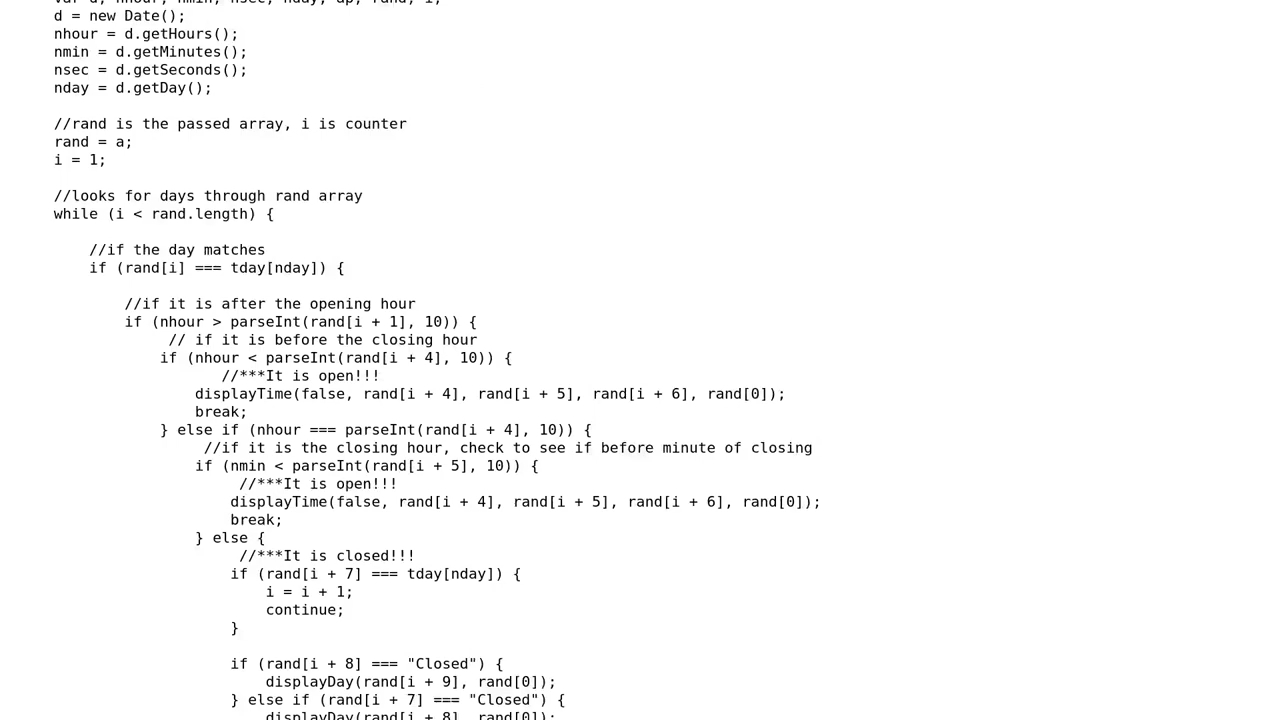 d = new Date();
nhour = d.getHours();
nmin = d.getMinutes();
nsec = d.getSeconds();
nday = d.getDay();

//rand is the passed array, i is counter
rand = a;
i = 1;

//looks for days through rand array
while (i < rand.length) {

    //if the day matches
    if (rand[i] === tday[nday]) {

        //if it is after the opening hour
        if (nhour > parseInt(rand[i + 1], 10)) {
             // if it is before the closing hour
            if (nhour < parseInt(rand[i + 4], 10)) {
                   //***It is open!!!
                displayTime(false, rand[i + 4], rand[i + 5], rand[i + 6], rand[0]);
                break;
            } else if (nhour === parseInt(rand[i + 4], 10)) {
                 //if it is the closing hour, check to see if before minute of closing
                if (nmin < parseInt(rand[i + 5], 10)) {
                     //***It is open!!!
                    displayTime(false, rand[i + 4], rand[i + 5], rand[i + 6], rand[0]);
                    break;
                } else {
                     //***It is closed!!!
                    if (rand[i + 7] === tday[nday]) {
                        i = i + 1;
                        continue;
                    }

                    if (rand[i + 8] === "Closed") {
                        displayDay(rand[i + 9], rand[0]);
                    } else if (rand[i + 7] === "Closed") {
                        displayDay(rand[i + 8], rand[0]);